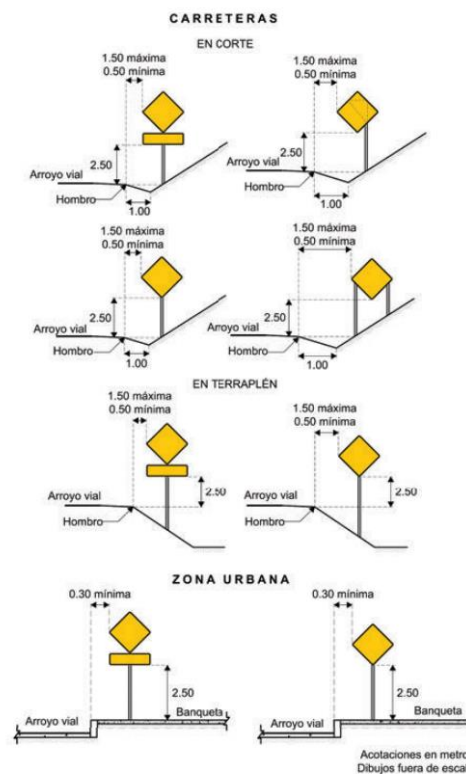 CARRETERAS
EN CORTE
1.50 máxima
0.50 mínima
2.50
Arroyo vial
Hombro
1.00
1.50 máxima
0.50 mínima
2.50
Arroyo vial
Hombro
1.00
1.50 máxima
0.50 mínima
2.50
Arroyo vial
Hombro
1.00
1.50 máxima
0.50 mínima
2.50
Arroyo vial
Hombro
1.00
EN TERRAPLÉN
1.50 máxima
0.50 mínima
2.50
Arroyo vial
Hombro
1.50 máxima
0.50 mínima
2.50
Arroyo vial
Hombro
ZONA URBANA
0.30 mínima
2.50
Arroyo vial
Banqueta
0.30 mínima
2.50
Arroyo vial
Banqueta
Acotaciones en metro
Dibujos fuera de escal